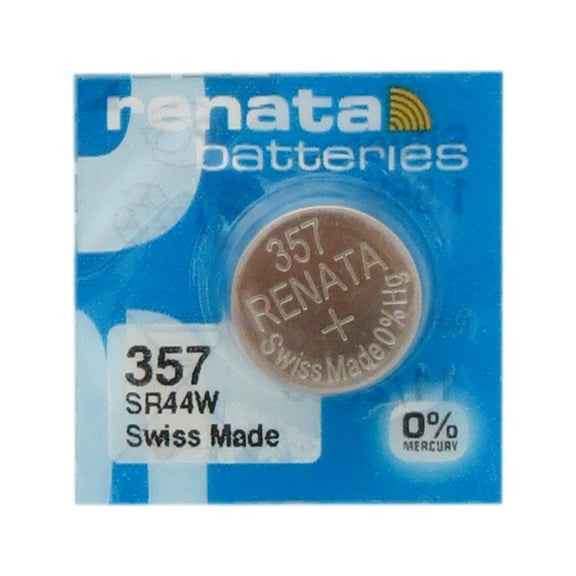 renata
batteries
357
RENATA
+
Swiss Made 0% Hg
357
SR44W
Swiss Made
0%
MERCURY